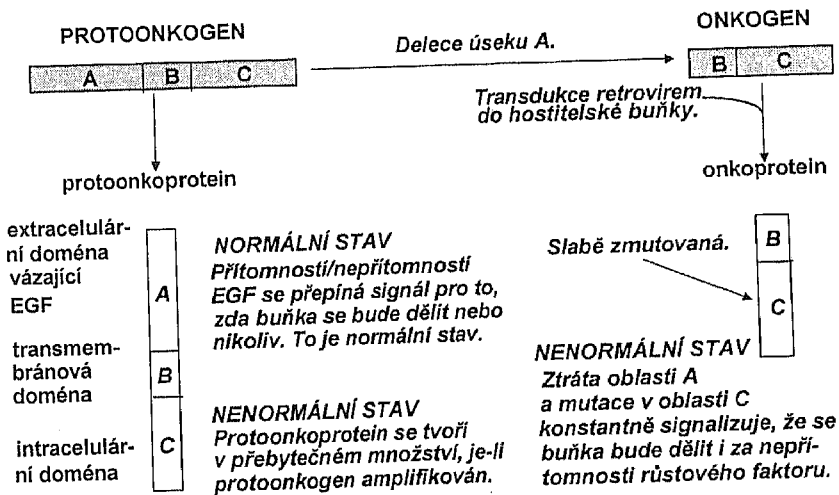 PROTOONKOGEN
A B C
Delece úseku A.
ONKOGEN
B C
Transdukce retrovirem
do hostitelské buňky.
protoonkoprotein
onkoprotein
extracelulár-
ní doména
vázající
EGF
transmem-
bránová
doména
intracelulár-
ní doména
A
B
C
NORMÁLNÍ STAV
Přítomností/nepřítomností
EGF se přepíná signál pro to,
zda buňka se bude dělit nebo
nikoliv. To je normální stav.
NENORMÁLNÍ STAV
Protoonkoprotein se tvoří
v přebytečném množství, je-li
protoonkogen amplifikován.
Slabě zmutovaná.
B
C
NENORMÁLNÍ STAV
Ztráta oblasti A
a mutace v oblasti C
konstantně signalizuje, že se
buňka bude dělit i za nepří-
tomnosti růstového faktoru.